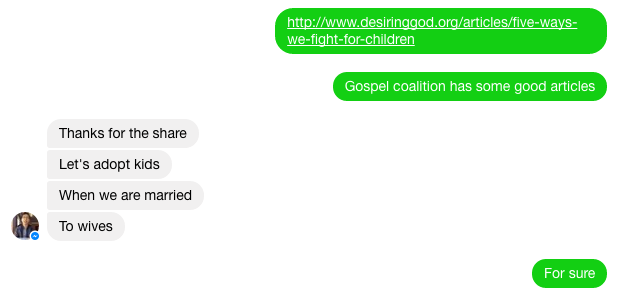 http://www.desiringgod.org/articles/five-ways-
we-fight-for-children
Gospel coalition has some good articles
Thanks for the share
Let's adopt kids
When we are married
To wives
For sure